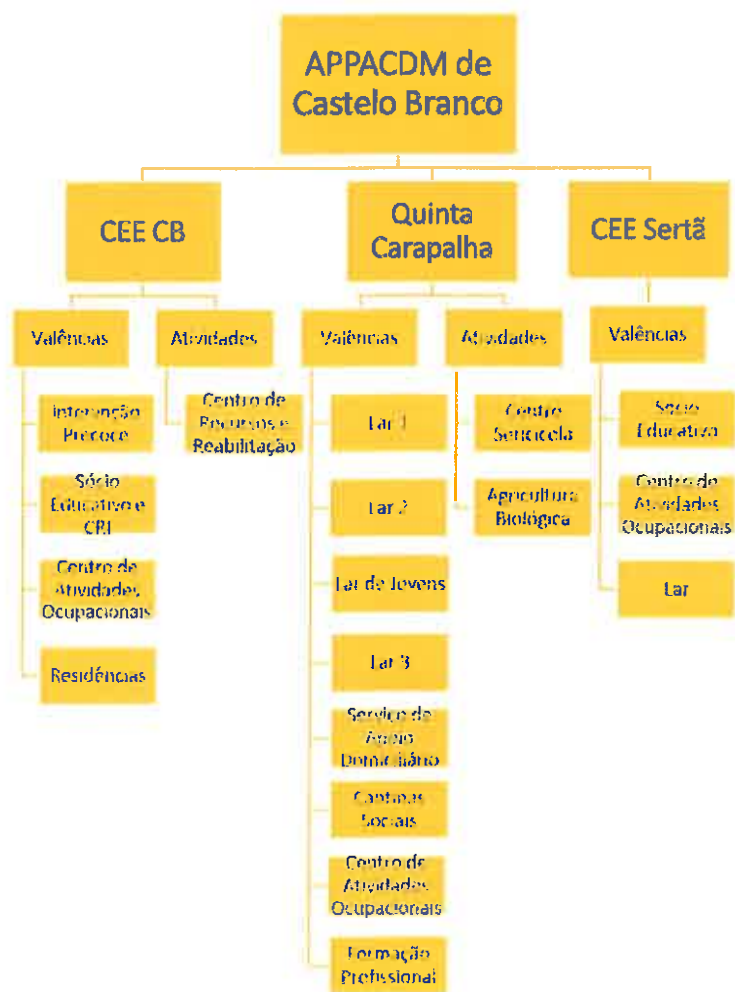 APPACDM de
Castelo Branco
CEE CB
Quinta
Carapalha
CEE Sertã
Valências
Atividades
Valências
Atividades
Valências
Intervenção
Precoce
Sócio
Educativo e
CRI
Centro de
Atividades
Ocupacionais
Residências
Centro de
Recursos e
Reabilitação
Lar 1
Lar 2
Lar de Jovens
Lar 3
Serviço de
Apoio
Domiciliário
Cantinas
Sociais
Centro de
Atividades
Ocupacionais
Formação
Profissional
Centro
Sericícola
Agricultura
Biológica
Sócio
Educativo
Centro de
Atividades
Ocupacionais
Lar